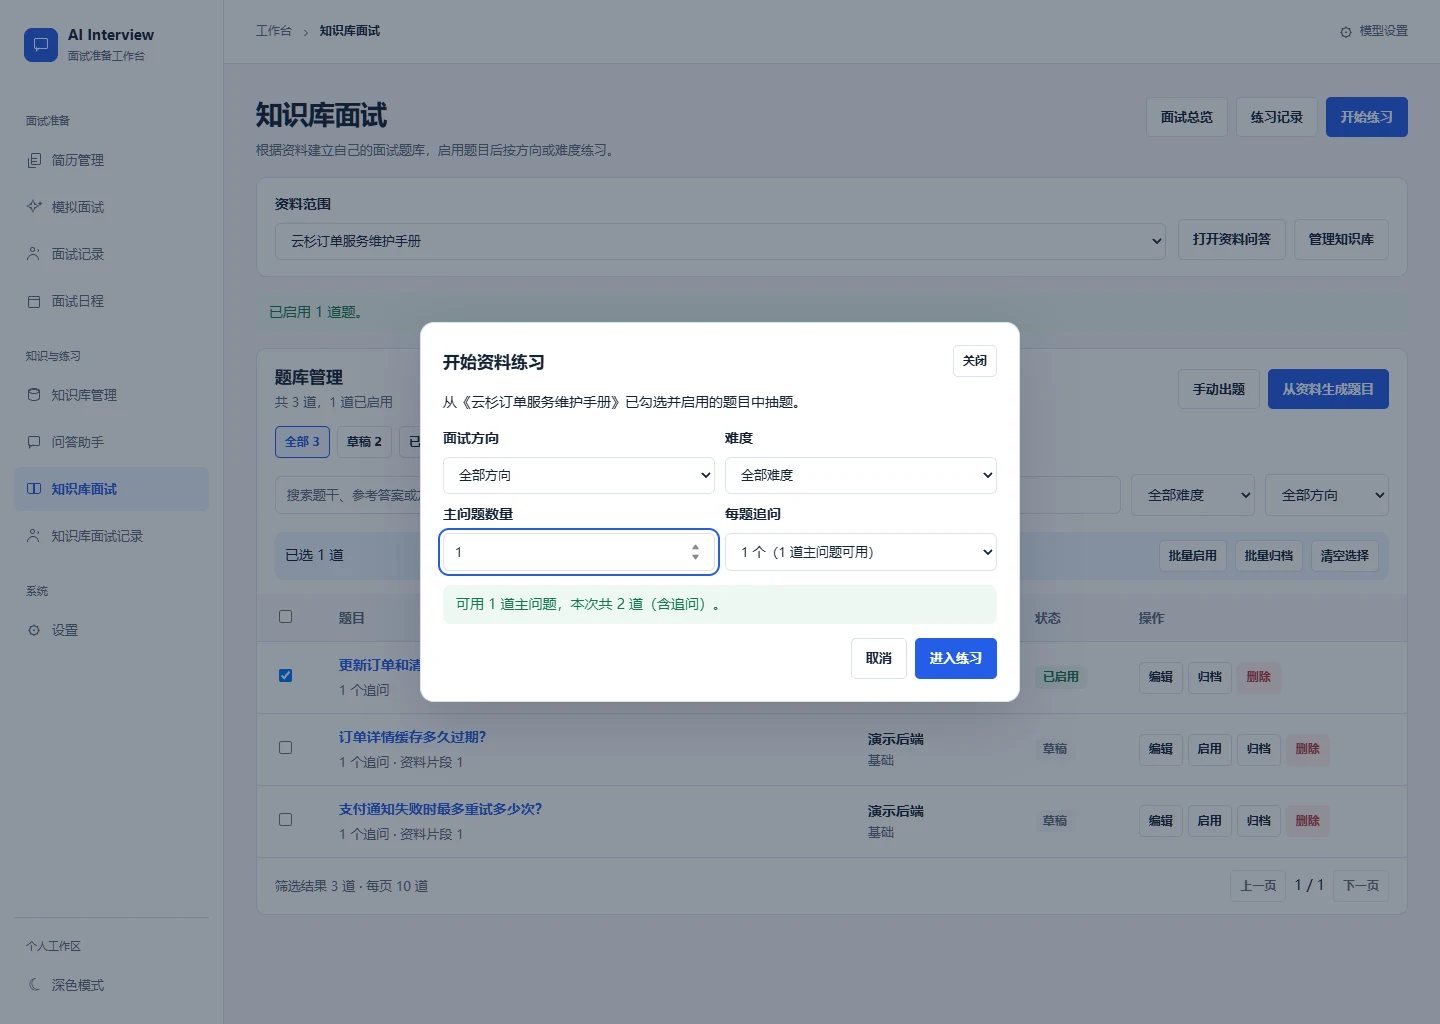 AI Interview
面试准备工作台
面试准备
简历管理
模拟面试
面试记录
面试日程
知识与练习
知识库管理
问答助手
知识库面试
知识库面试记录
系统
设置
个人工作区
深色模式
工作台 › 知识库面试
模型设置
知识库面试
根据资料建立自己的面试题库，启用题目后按方向或难度练习。
面试总览 练习记录 开始练习
资料范围
云杉订单服务维护手册
打开资料问答 管理知识库
已启用 1 道题。
题库管理
共 3 道，1 道已启用
手动出题 从资料生成题目
全部 3 草稿 2 已
搜索题干、参考答案或
全部难度 全部方向
已选 1 道
批量启用 批量归档 清空选择
题目 状态 操作
更新订单和清
1 个追问
已启用 编辑 归档 删除
订单详情缓存多久过期？
1 个追问 · 资料片段 1
演示后端
基础
草稿 编辑 启用 归档 删除
支付通知失败时最多重试多少次？
1 个追问 · 资料片段 1
演示后端
基础
草稿 编辑 启用 归档 删除
筛选结果 3 道 · 每页 10 道
上一页 1 / 1 下一页
开始资料练习
关闭
从《云杉订单服务维护手册》已勾选并启用的题目中抽题。
面试方向 难度
全部方向 全部难度
主问题数量 每题追问
1 1 个（1 道主问题可用）
可用 1 道主问题，本次共 2 道（含追问）。
取消 进入练习